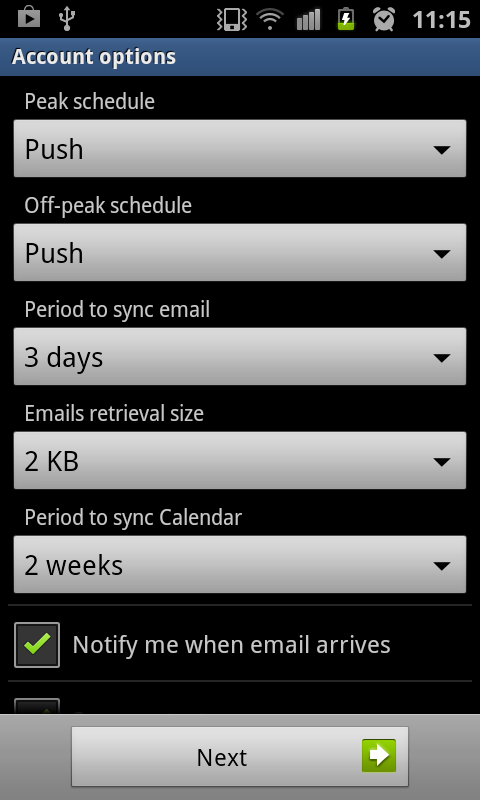 11:15
Account options
Peak schedule
Push
Off-peak schedule
Push
Period to sync email
3 days
Emails retrieval size
2 KB
Period to sync Calendar
2 weeks
Notify me when email arrives
Next